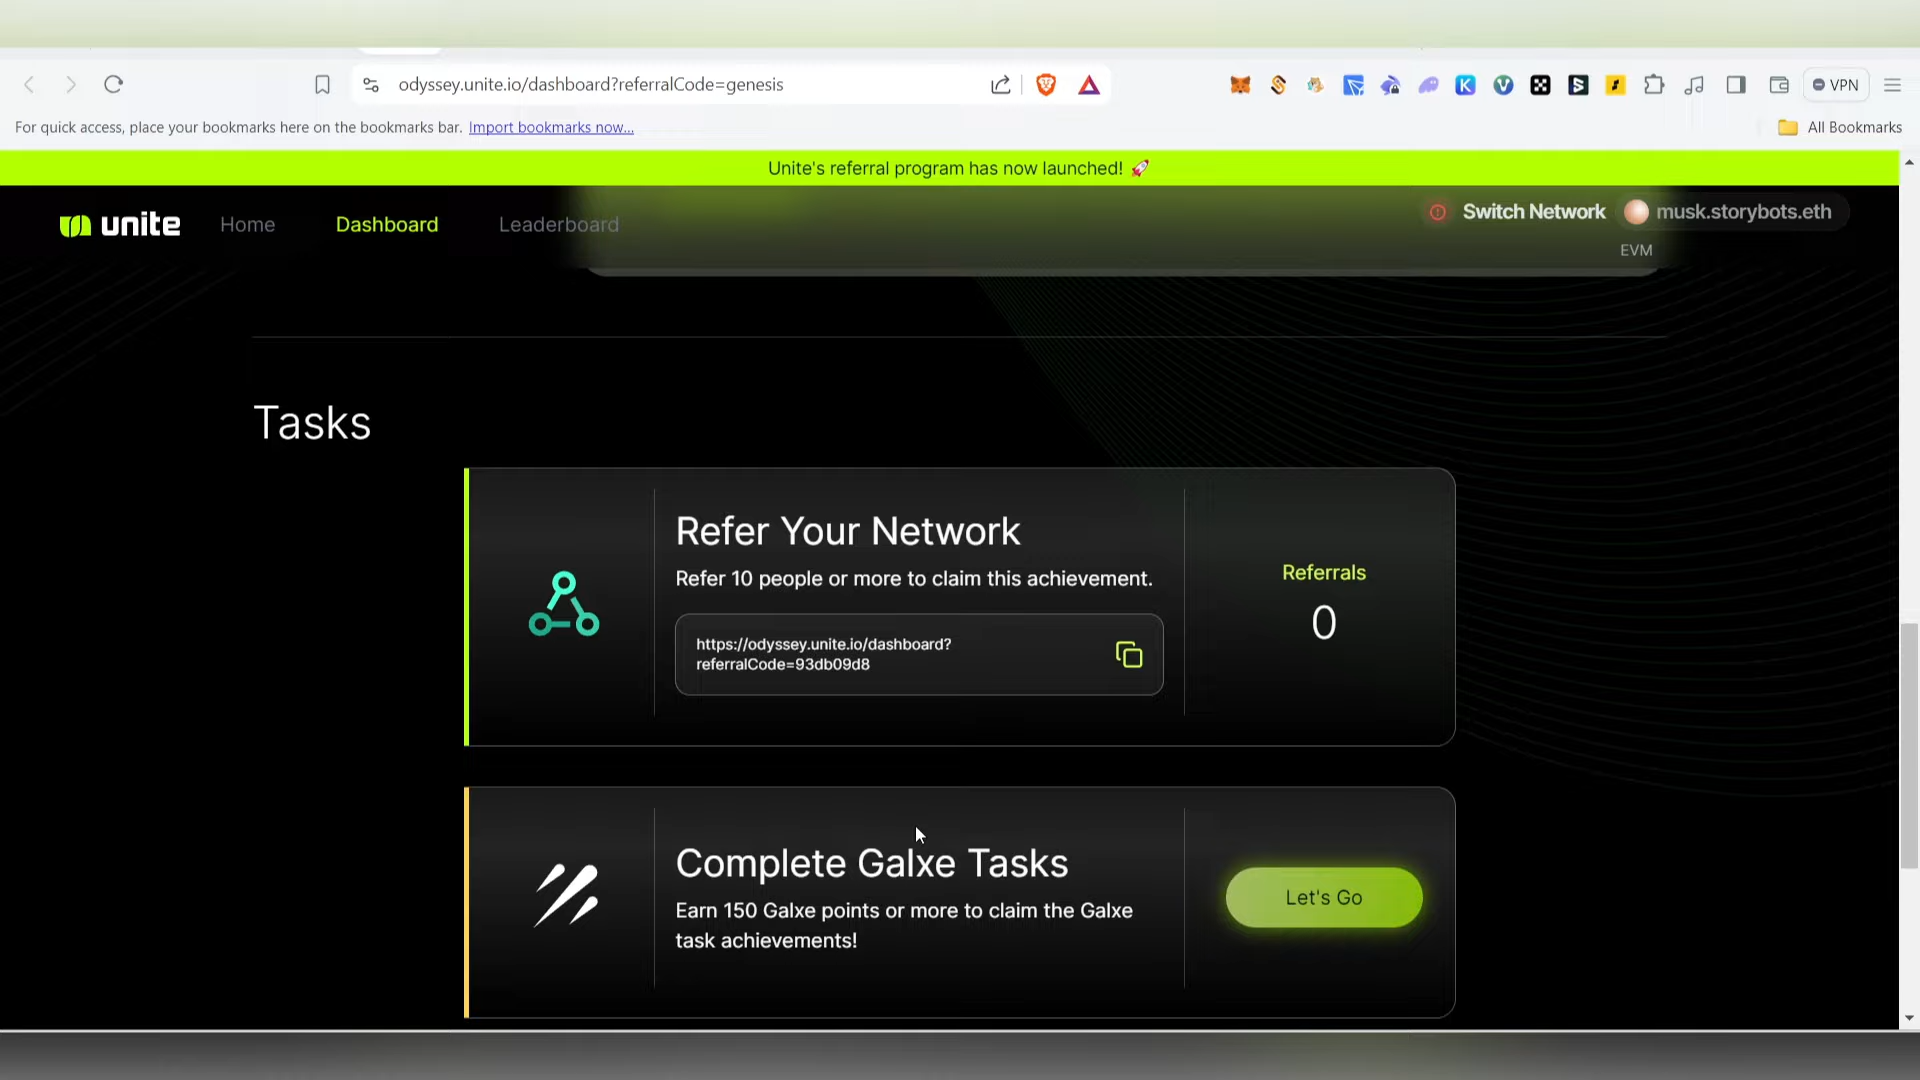 odyssey.unite.io/dashboard?referralCode=genesis
VPN
For quick access, place your bookmarks here on the bookmarks bar. Import bookmarks now...
All Bookmarks
Unite's referral program has now launched! 🚀
unite
Home
Dashboard
Leaderboard
Switch Network
musk.storybots.eth
EVM
Tasks
Refer Your Network
Refer 10 people or more to claim this achievement.
https://odyssey.unite.io/dashboard?
referralCode=93db09d8
Referrals
0
Complete Galxe Tasks
Earn 150 Galxe points or more to claim the Galxe
task achievements!
Let's Go